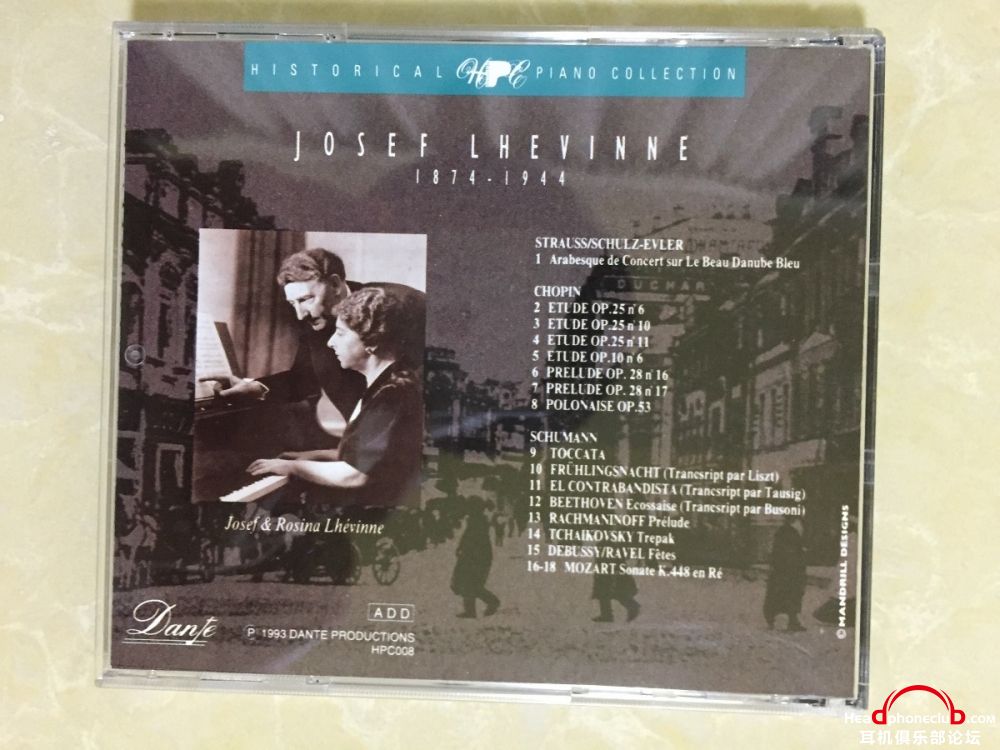 HISTORICAL HPC PIANO COLLECTION
JOSEF LHEVINNE
1874-1944
STRAUSS/SCHULZ-EVLER
1 Arabesque de Concert sur Le Beau Danube Bleu
DUCHAR
CHOPIN
2 ETUDE OP.25 n°6
3 ETUDE OP.25 n°10
4 ETUDE OP.25 n°11
5 ETUDE OP.10 n°6
6 PRELUDE OP. 28 n°16
7 PRELUDE OP. 28 n°17
8 POLONAISE OP.53
SCHUMANN
9 TOCCATA
10 FRÜHLINGSNACHT (Trancsript par Liszt)
11 EL CONTRABANDISTA (Trancsript par Tausig)
12 BEETHOVEN Ecossaise (Trancsript par Busoni)
13 RACHMANINOFF Prélude
14 TCHAIKOVSKY Trepak
15 DEBUSSY/RAVEL Fêtes
16-18 MOZART Sonate K.448 en Ré
Josef & Rosina Lhévinne
Dante
ADD
℗ 1993 DANTE PRODUCTIONS
HPC008
© MANDRILL DESIGNS
Headphoneclub.com
耳机俱乐部论坛